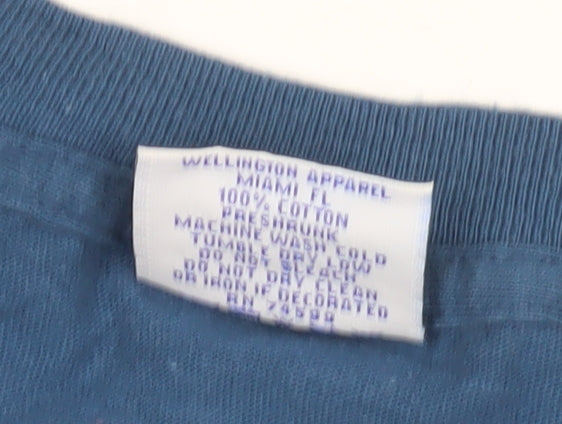 WELLINGTON APPAREL
MIAMI FL
100% COTTON
PRESHRUNK
MACHINE WASH COLD
TUMBLE DRY LOW
DO NOT BLEACH
DO NOT DRY CLEAN
OR IRON IF DECORATED
RN 74599